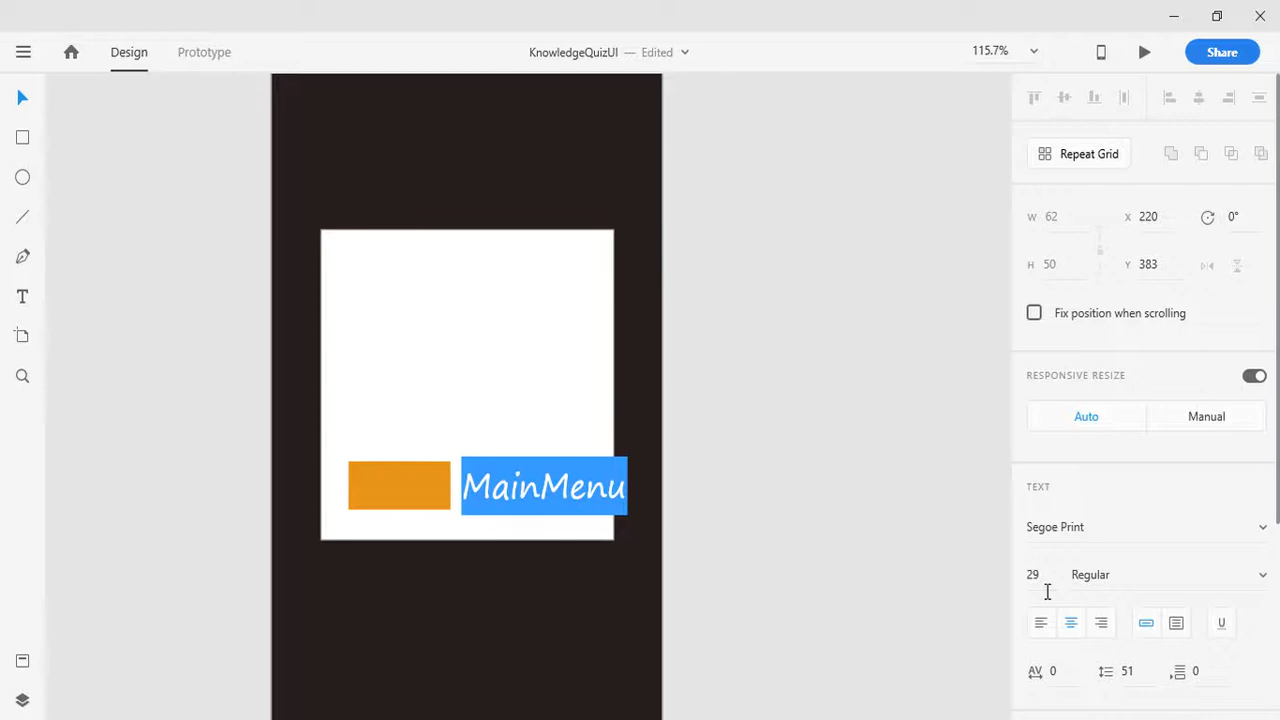 Design
Prototype
KnowledgeQuizUI — Edited
115.7%
Share
Repeat Grid
W 62 X 220 0°
H 50 Y 383
Fix position when scrolling
RESPONSIVE RESIZE
Auto
Manual
TEXT
MainMenu
Segoe Print
29 Regular
U
AV 0 51 0